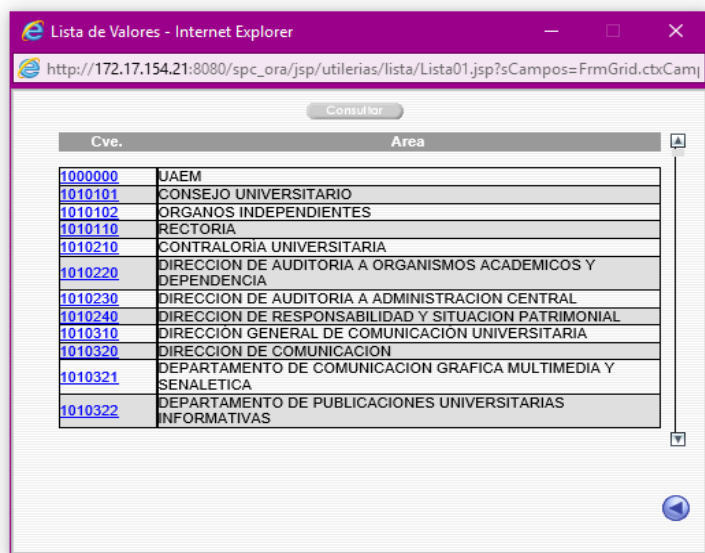 Lista de Valores - Internet Explorer
http://172.17.154.21:8080/spc_ora/jsp/utilerias/lista/Lista01.jsp?sCampos=FrmGrid.ctxCamp
Consultar
Cve. Area
1000000 UAEM
1010101 CONSEJO UNIVERSITARIO
1010102 ORGANOS INDEPENDIENTES
1010110 RECTORIA
1010210 CONTRALORÍA UNIVERSITARIA
1010220 DIRECCION DE AUDITORIA A ORGANISMOS ACADEMICOS Y
DEPENDENCIA
1010230 DIRECCION DE AUDITORIA A ADMINISTRACION CENTRAL
1010240 DIRECCION DE RESPONSABILIDAD Y SITUACION PATRIMONIAL
1010310 DIRECCIÓN GENERAL DE COMUNICACIÓN UNIVERSITARIA
1010320 DIRECCION DE COMUNICACION
1010321 DEPARTAMENTO DE COMUNICACION GRAFICA MULTIMEDIA Y
SENALETICA
1010322 DEPARTAMENTO DE PUBLICACIONES UNIVERSITARIAS
INFORMATIVAS